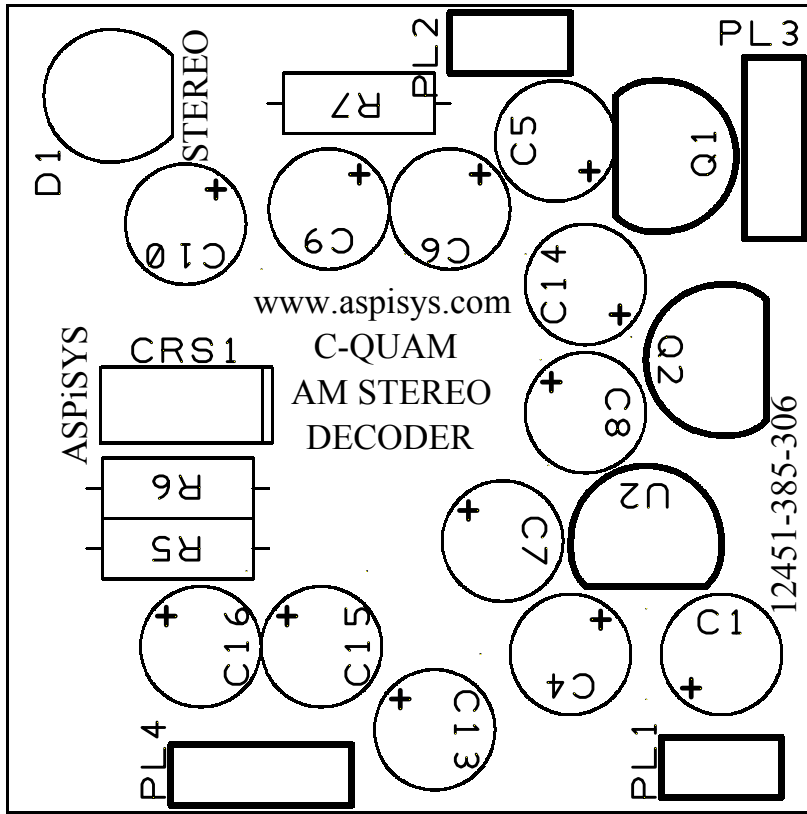 PL2
PL3
STEREO
R7
C5
Q1
D1
+
+
+
+
C10
C9
C6
C14
www.aspisys.com
+
ASPiSYS
CRS1
C-QUAM
Q2
AM STEREO
+
C8
DECODER
12451-385-306
R6
U2
+
C7
R5
+
+
+
C16
C15
C1
C4
+
+
C13
PL4
PL1